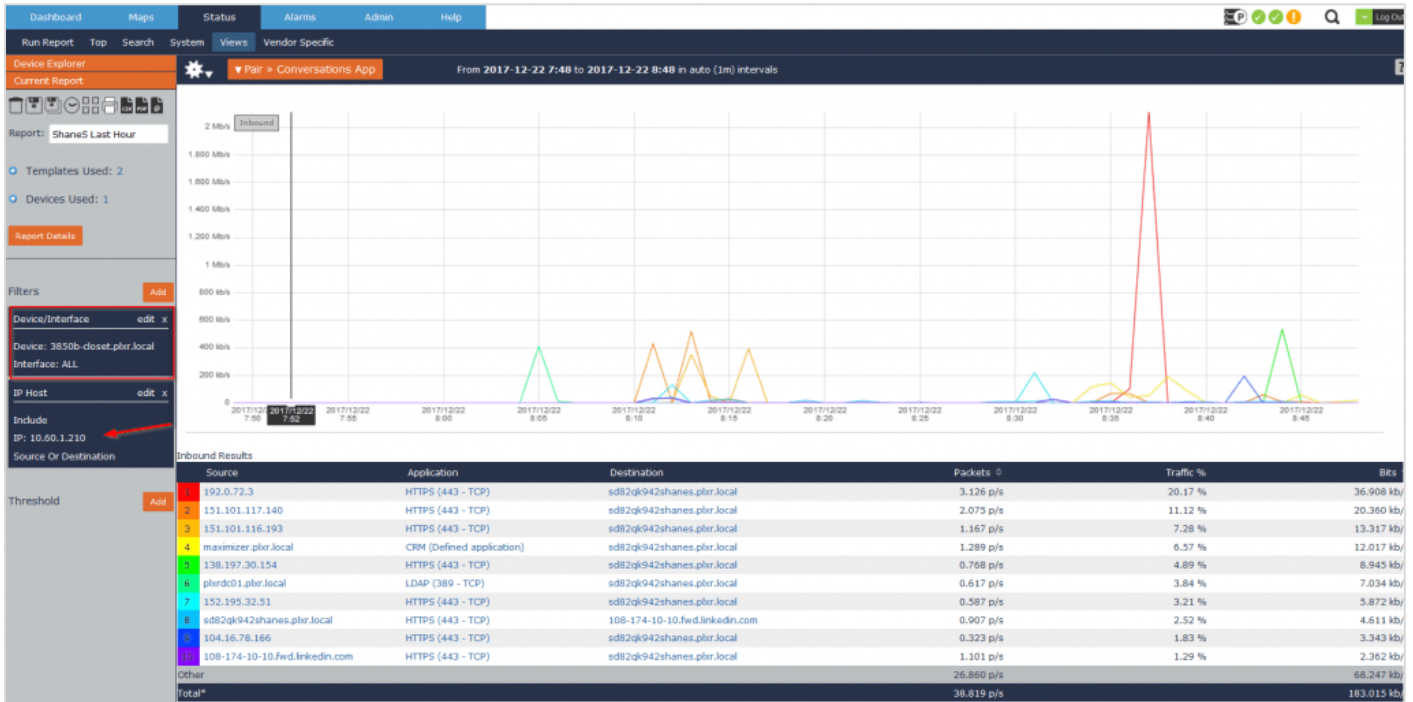 Dashboard Maps Status Alarms Admin Help
P Log Out
Run Report Top Search System Views Vendor Specific
Device Explorer
Current Report
▼ Pair » Conversations App
From 2017-12-22 7:48 to 2017-12-22 8:48 in auto (1m) intervals
?
CSV PDF @
Report: ShaneS Last Hour
Templates Used: 2
Devices Used: 1
Report Details
Filters Add
Device/Interface edit x
Device: 3850b-closet.plxr.local
Interface: ALL
IP Host edit x
Include
IP: 10.60.1.210
Source Or Destination
Threshold Add
Inbound
2 Mb/s
1.800 Mb/s
1.600 Mb/s
1.400 Mb/s
1.200 Mb/s
1 Mb/s
800 kb/s
600 kb/s
400 kb/s
200 kb/s
0
2017/12/2 2017/12/22 2017/12/22 2017/12/22 2017/12/22 2017/12/22 2017/12/22 2017/12/22 2017/12/22 2017/12/22 2017/12/22 2017/12/22 2017/12/22
7:50 7:52 7:55 8:00 8:05 8:10 8:15 8:20 8:25 8:30 8:35 8:40 8:45
Inbound Results
Source Application Destination Packets Traffic % Bits
1 192.0.72.3 HTTPS (443 - TCP) sd82qk942shanes.plxr.local 3.126 p/s 20.17 % 36.908 kb/
2 151.101.117.140 HTTPS (443 - TCP) sd82qk942shanes.plxr.local 2.075 p/s 11.12 % 20.360 kb/
3 151.101.116.193 HTTPS (443 - TCP) sd82qk942shanes.plxr.local 1.167 p/s 7.28 % 13.317 kb/
4 maximizer.plxr.local CRM (Defined application) sd82qk942shanes.plxr.local 1.289 p/s 6.57 % 12.017 kb/
5 138.197.30.154 HTTPS (443 - TCP) sd82qk942shanes.plxr.local 0.768 p/s 4.89 % 8.945 kb/
6 plxrdc01.plxr.local LDAP (389 - TCP) sd82qk942shanes.plxr.local 0.617 p/s 3.84 % 7.034 kb/
7 152.195.32.51 HTTPS (443 - TCP) sd82qk942shanes.plxr.local 0.587 p/s 3.21 % 5.872 kb/
8 sd82qk942shanes.plxr.local HTTPS (443 - TCP) 108-174-10-10.fwd.linkedin.com 0.907 p/s 2.52 % 4.611 kb/
9 104.16.78.166 HTTPS (443 - TCP) sd82qk942shanes.plxr.local 0.323 p/s 1.83 % 3.343 kb/
10 108-174-10-10.fwd.linkedin.com HTTPS (443 - TCP) sd82qk942shanes.plxr.local 1.101 p/s 1.29 % 2.362 kb/
Other 26.860 p/s 68.247 kb/
Total* 38.819 p/s 183.015 kb/